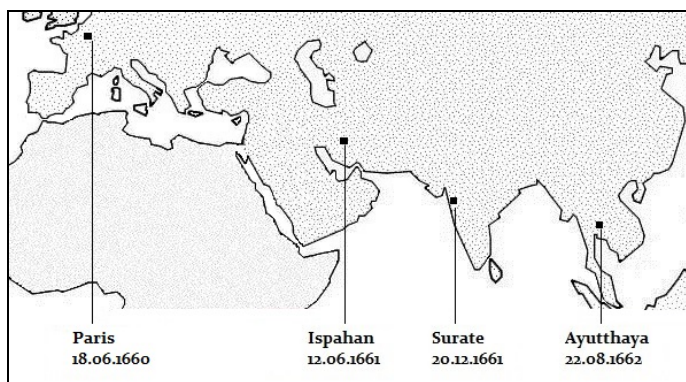 Paris
18.06.1660
Ispahan
12.06.1661
Surate
20.12.1661
Ayutthaya
22.08.1662